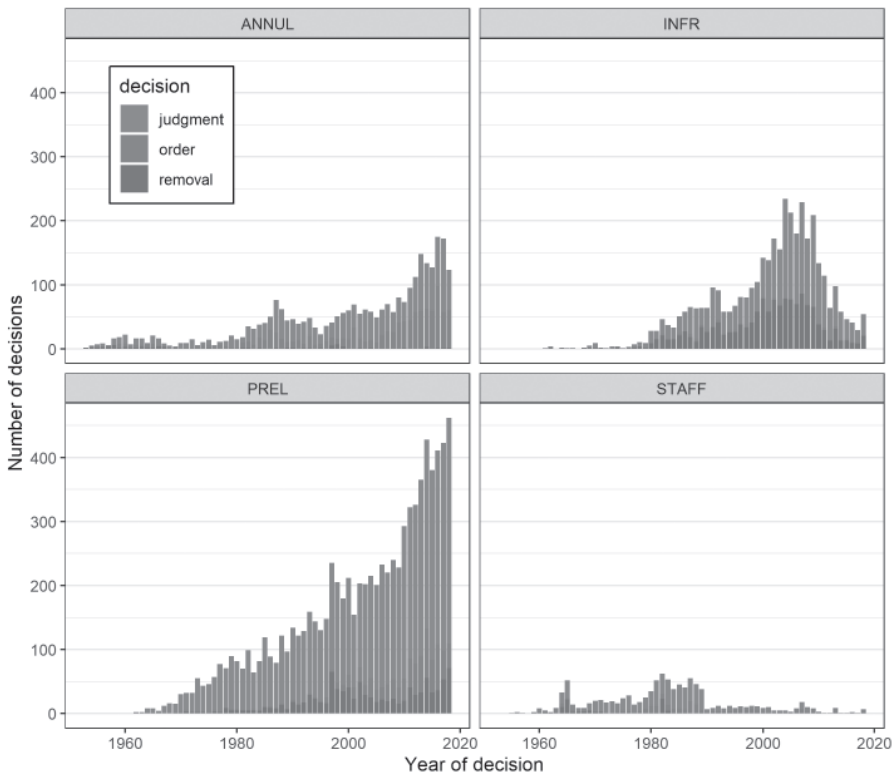 ANNUL
INFR
decision
judgment
order
removal
400
300
200
100
0
PREL
STAFF
400
300
200
100
0
1960
1980
2000
2020
1960
1980
2000
2020
Number of decisions
Year of decision